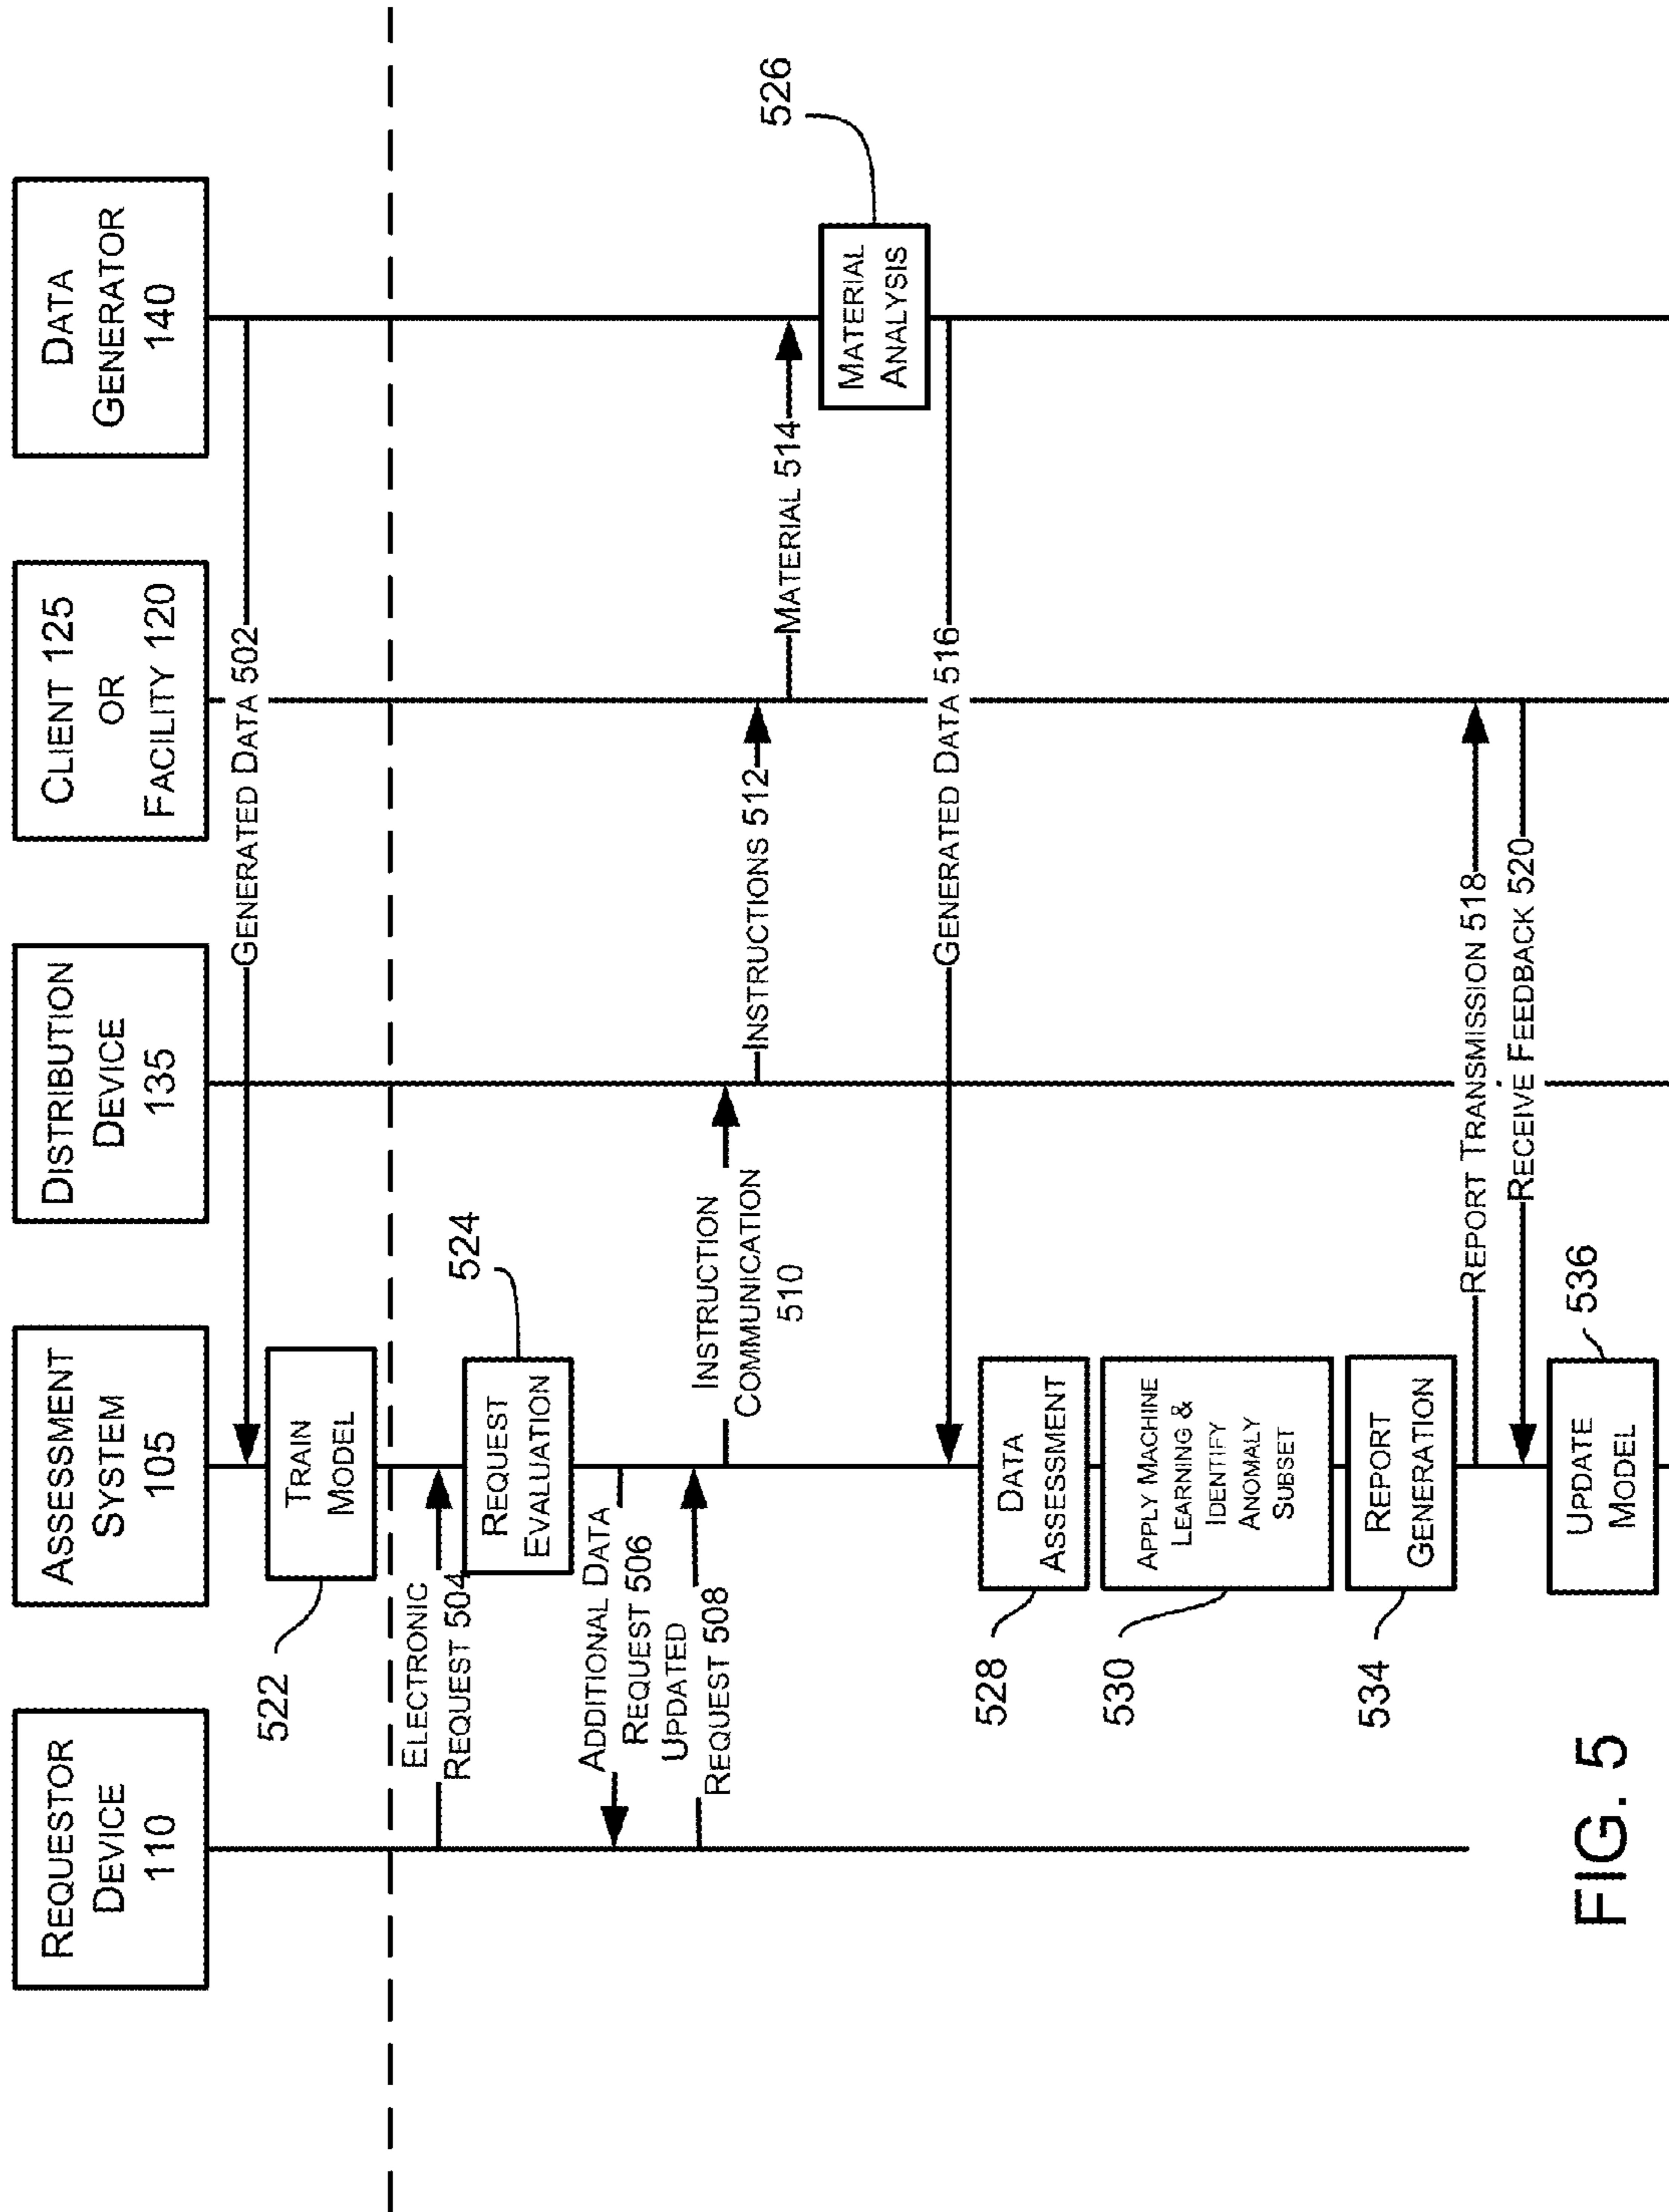 REQUESTOR
DEVICE
110
ASSESSMENT
SYSTEM
105
DISTRIBUTION
DEVICE
135
CLIENT 125
OR
FACILITY 120
DATA
GENERATOR
140
GENERATED DATA 502
522
TRAIN
MODEL
ELECTRONIC
REQUEST 504
REQUEST
EVALUATION
524
ADDITIONAL DATA
REQUEST 506
UPDATED
REQUEST 508
INSTRUCTION
COMMUNICATION
510
INSTRUCTIONS 512
MATERIAL 514
MATERIAL
ANALYSIS
526
GENERATED DATA 516
528
DATA
ASSESSMENT
530
APPLY MACHINE
LEARNING &
IDENTIFY
ANOMALY
SUBSET
534
REPORT
GENERATION
REPORT TRANSMISSION 518
RECEIVE FEEDBACK 520
UPDATE
MODEL
536
FIG. 5